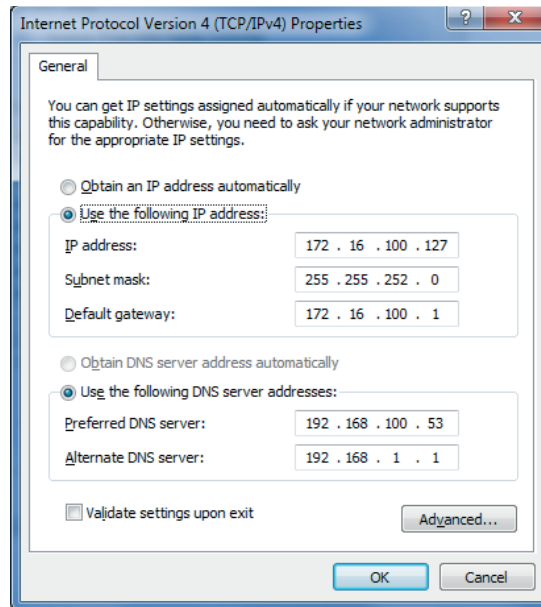 Internet Protocol Version 4 (TCP/IPv4) Properties
?
X
General
You can get IP settings assigned automatically if your network supports
this capability. Otherwise, you need to ask your network administrator
for the appropriate IP settings.
Obtain an IP address automatically
Use the following IP address:
IP address: 172 . 16 . 100 . 127
Subnet mask: 255 . 255 . 252 . 0
Default gateway: 172 . 16 . 100 . 1
Obtain DNS server address automatically
Use the following DNS server addresses:
Preferred DNS server: 192 . 168 . 100 . 53
Alternate DNS server: 192 . 168 . 1 . 1
Validate settings upon exit
Advanced...
OK Cancel